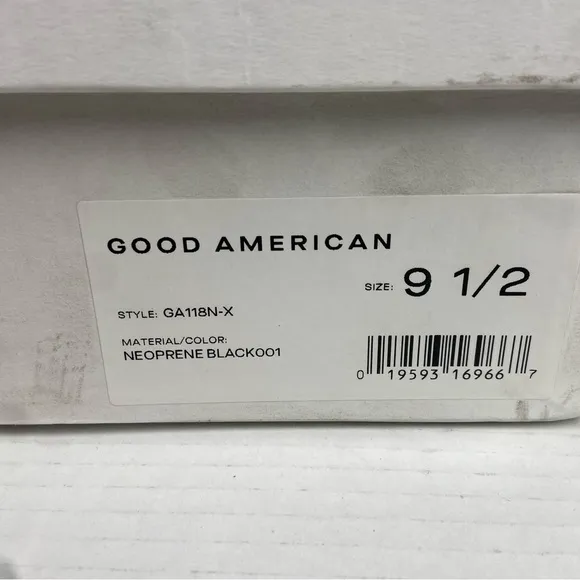 GOOD AMERICAN
SIZE: 9 1/2
STYLE: GA118N-X
MATERIAL/COLOR:
NEOPRENE BLACK001
0 19593 16966 7